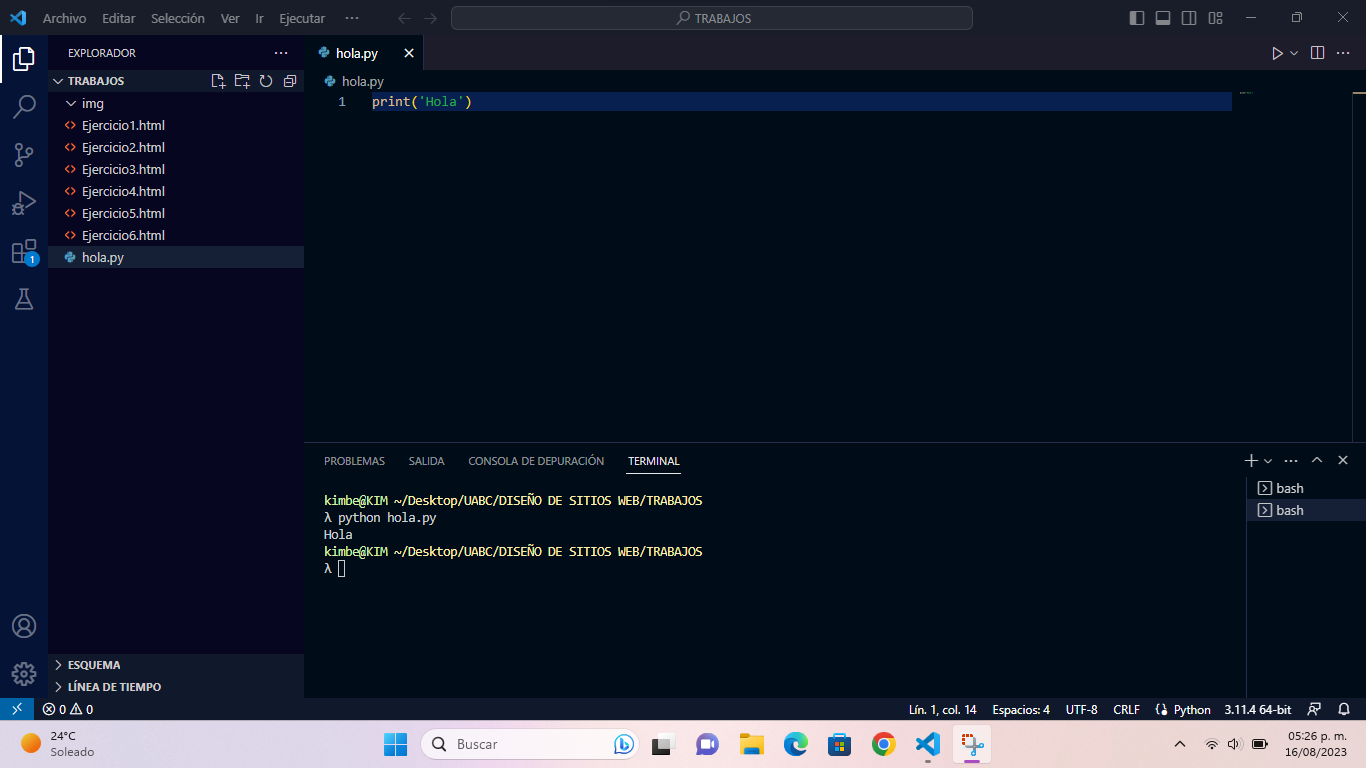 Archivo Editar Selección Ver Ir Ejecutar ··· TRABAJOS
EXPLORADOR
hola.py
TRABAJOS
hola.py
img
1 print('Hola')
Ejercicio1.html
Ejercicio2.html
Ejercicio3.html
Ejercicio4.html
Ejercicio5.html
Ejercicio6.html
hola.py
1
PROBLEMAS SALIDA CONSOLA DE DEPURACIÓN TERMINAL
kimbe@KIM ~/Desktop/UABC/DISEÑO DE SITIOS WEB/TRABAJOS
λ python hola.py
Hola
kimbe@KIM ~/Desktop/UABC/DISEÑO DE SITIOS WEB/TRABAJOS
λ
bash
bash
ESQUEMA
LÍNEA DE TIEMPO
0 0 Lín. 1, col. 14 Espacios: 4 UTF-8 CRLF Python 3.11.4 64-bit
24°C
Soleado
Buscar
05:26 p. m.
16/08/2023